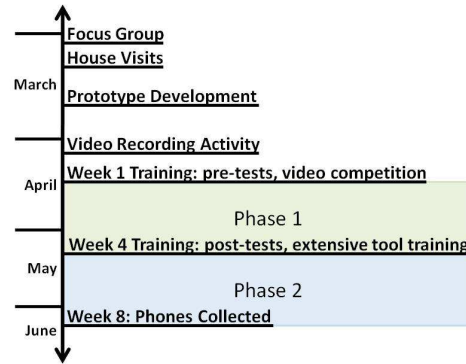 Focus Group
House Visits
March
Prototype Development
Video Recording Activity
Week 1 Training: pre-tests, video competition
April
Phase 1
Week 4 Training: post-tests, extensive tool training
May
Phase 2
Week 8: Phones Collected
June